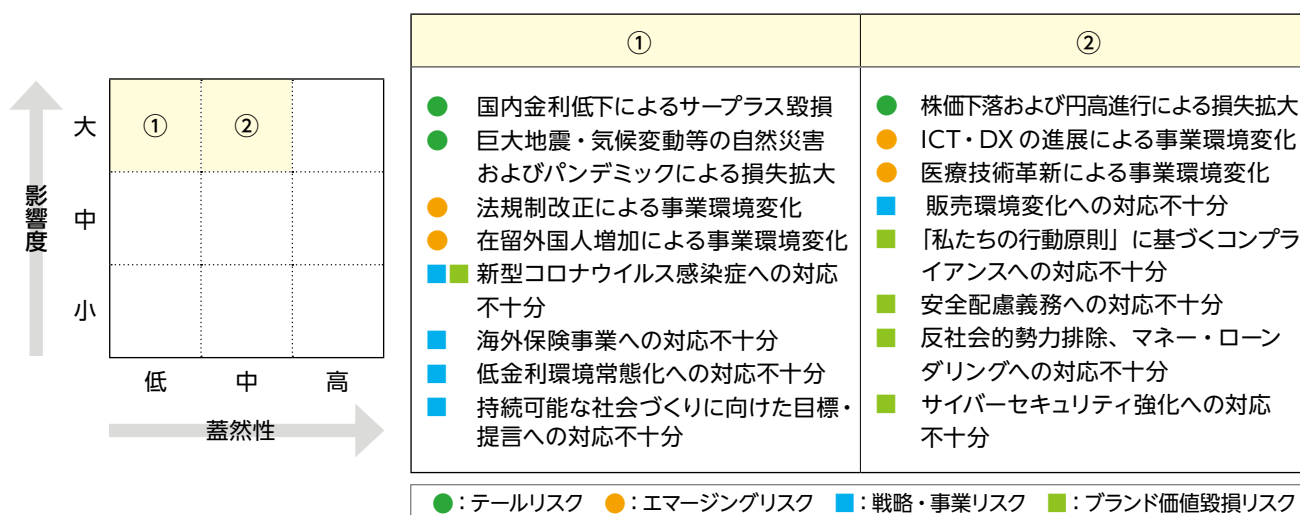 影響度
大
中
小
①
②
低
中
高
蓋然性
①
国内金利低下によるサープラス毀損
巨大地震・気候変動等の自然災害
およびパンデミックによる損失拡大
法規制改正による事業環境変化
在留外国人増加による事業環境変化
新型コロナウイルス感染症への対応
不十分
海外保険事業への対応不十分
低金利環境常態化への対応不十分
持続可能な社会づくりに向けた目標・
提言への対応不十分
②
株価下落および円高進行による損失拡大
ICT・DX の進展による事業環境変化
医療技術革新による事業環境変化
販売環境変化への対応不十分
「私たちの行動原則」に基づくコンプラ
イアンスへの対応不十分
安全配慮義務への対応不十分
反社会的勢力排除、マネー・ローン
ダリングへの対応不十分
サイバーセキュリティ強化への対応
不十分
：テールリスク ：エマージングリスク ：戦略・事業リスク ：ブランド価値毀損リスク